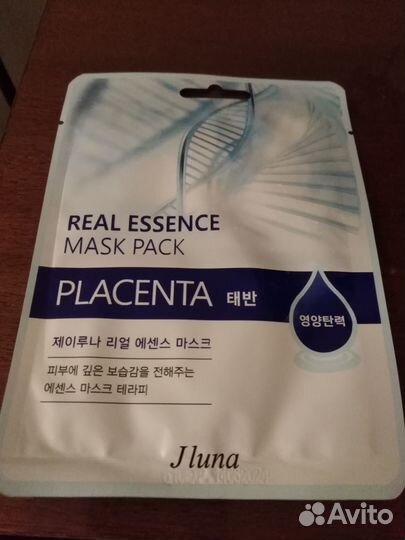 REAL ESSENCE
MASK PACK
PLACENTA 태반
영양탄력
제이루나 리얼 에센스 마스크
피부에 깊은 보습감을 전해주는
에센스 마스크 테라피
Jluna
Avito